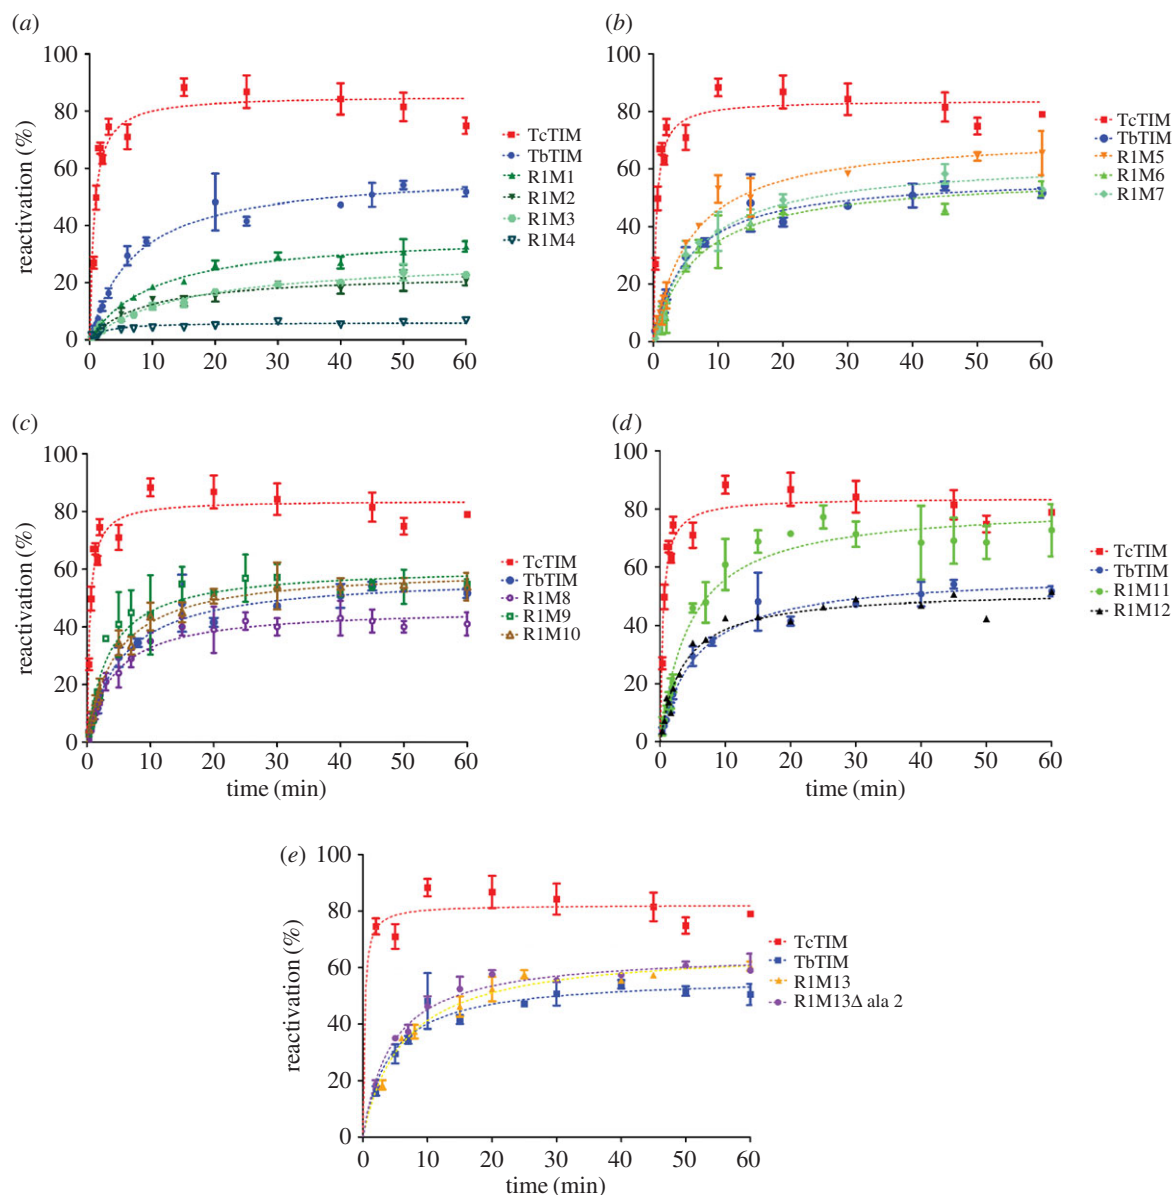 (a)
(b)
100
80
60
40
20
0
reactivation (%)
0 10 20 30 40 50 60
TcTIM
TbTIM
R1M1
R1M2
R1M3
R1M4
100
80
60
40
20
0
0 10 20 30 40 50 60
TcTIM
TbTIM
R1M5
R1M6
R1M7
(c)
(d)
100
80
60
40
20
0
reactivation (%)
0 10 20 30 40 50 60
time (min)
TcTIM
TbTIM
R1M8
R1M9
R1M10
100
80
60
40
20
0
0 10 20 30 40 50 60
time (min)
TcTIM
TbTIM
R1M11
R1M12
(e)
100
80
60
40
20
0
reactivation (%)
0 10 20 30 40 50 60
time (min)
TcTIM
TbTIM
R1M13
R1M13Δ ala 2